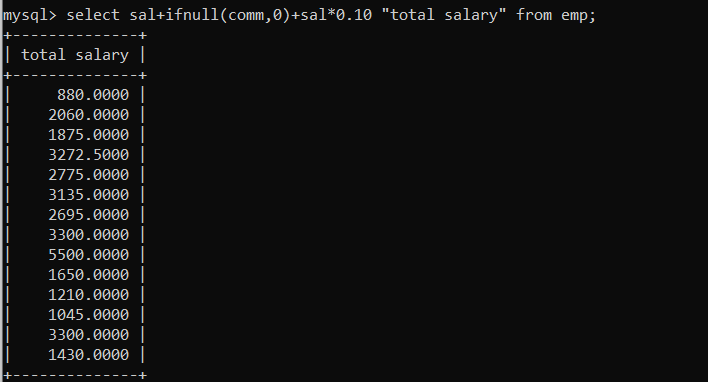 mysql> select sal+ifnull(comm,0)+sal*0.10 "total salary" from emp;
+--------------+
| total salary |
+--------------+
|     880.0000 |
|    2060.0000 |
|    1875.0000 |
|    3272.5000 |
|    2775.0000 |
|    3135.0000 |
|    2695.0000 |
|    3300.0000 |
|    5500.0000 |
|    1650.0000 |
|    1210.0000 |
|    1045.0000 |
|    3300.0000 |
|    1430.0000 |
+--------------+